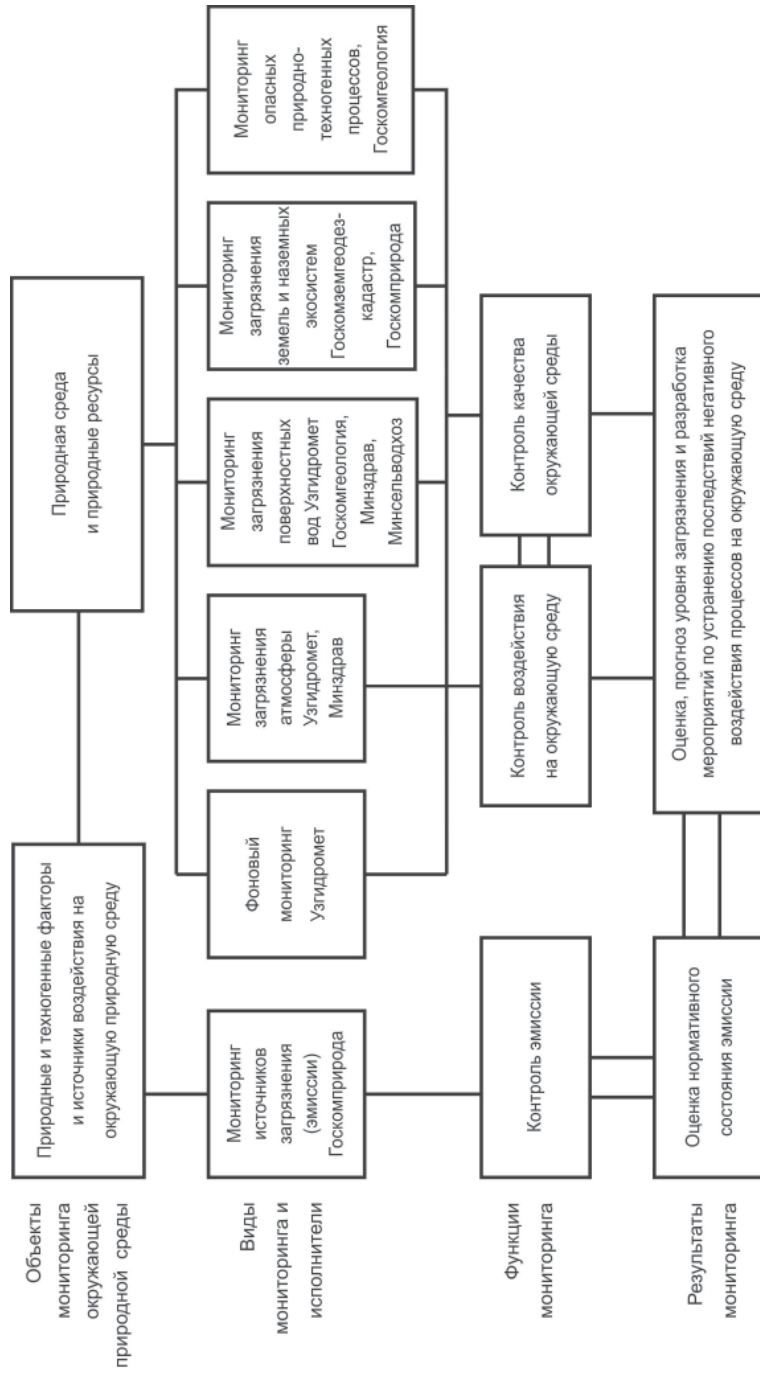 Объекты
мониторинга
окружающей
природной среды
Природные и техногенные факторы
и источники воздействия на
окружающую природную среду
Природная среда
и природные ресурсы
Виды
мониторинга и
исполнители
Мониторинг
источников
загрязнения
(эмиссии)
Госкомприрода
Фоновый
мониторинг
Узгидромет
Мониторинг
загрязнения
атмосферы
Узгидромет,
Минздрав
Мониторинг
загрязнения
поверхностных
вод Узгидромет
Госкомгеология,
Минздрав,
Минсельводхоз
Мониторинг
загрязнения
земель и наземных
экосистем
Госкомземгеодез-
кадастр,
Госкомприрода
Мониторинг
опасных
природно-
техногенных
процессов,
Госкомгеология
Функции
мониторинга
Контроль эмиссии
Контроль воздействия
на окружающую среду
Контроль качества
окружающей среды
Результаты
мониторинга
Оценка нормативного
состояния эмиссии
Оценка, прогноз уровня загрязнения и разработка
мероприятий по устранению последствий негативного
воздействия процессов на окружающую среду